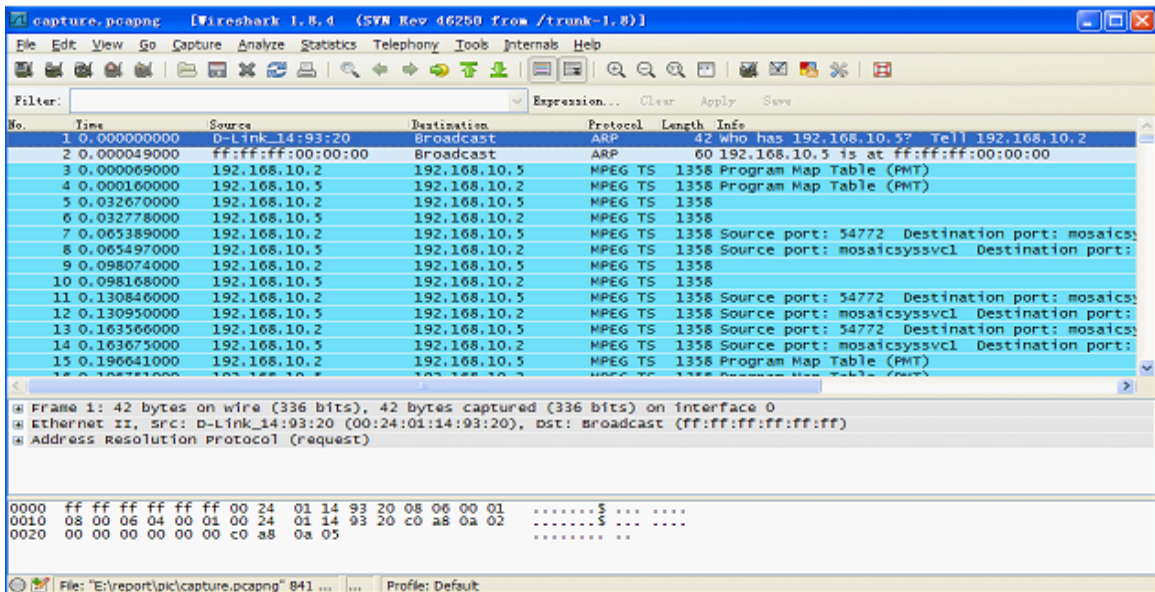 capture.pcapng [Wireshark 1.8.4 (SVN Rev 46250 from /trunk-1.8)]
File Edit View Go Capture Analyze Statistics Telephony Tools Internals Help
Filter: Expression... Clear Apply Save
No. Time Source Destination Protocol Length Info
1 0.000000000 D-Link_14:93:20 Broadcast ARP 42 Who has 192.168.10.5? Tell 192.168.10.2
2 0.000049000 ff:ff:ff:00:00:00 Broadcast ARP 60 192.168.10.5 is at ff:ff:ff:00:00:00
3 0.000069000 192.168.10.2 192.168.10.5 MPEG TS 1358 Program Map Table (PMT)
4 0.000160000 192.168.10.5 192.168.10.2 MPEG TS 1358 Program Map Table (PMT)
5 0.032670000 192.168.10.2 192.168.10.5 MPEG TS 1358
6 0.032778000 192.168.10.5 192.168.10.2 MPEG TS 1358
7 0.065389000 192.168.10.2 192.168.10.5 MPEG TS 1358 Source port: 54772 Destination port: mosaicsy
8 0.065497000 192.168.10.5 192.168.10.2 MPEG TS 1358 Source port: mosaicsyssvc1 Destination port:
9 0.098074000 192.168.10.2 192.168.10.5 MPEG TS 1358
10 0.098168000 192.168.10.5 192.168.10.2 MPEG TS 1358
11 0.130846000 192.168.10.2 192.168.10.5 MPEG TS 1358 Source port: 54772 Destination port: mosaicsy
12 0.130950000 192.168.10.5 192.168.10.2 MPEG TS 1358 Source port: mosaicsyssvc1 Destination port:
13 0.163566000 192.168.10.2 192.168.10.5 MPEG TS 1358 Source port: 54772 Destination port: mosaicsy
14 0.163675000 192.168.10.5 192.168.10.2 MPEG TS 1358 Source port: mosaicsyssvc1 Destination port:
15 0.196641000 192.168.10.2 192.168.10.5 MPEG TS 1358 Program Map Table (PMT)
Frame 1: 42 bytes on wire (336 bits), 42 bytes captured (336 bits) on interface 0
Ethernet II, Src: D-Link_14:93:20 (00:24:01:14:93:20), Dst: Broadcast (ff:ff:ff:ff:ff:ff)
Address Resolution Protocol (request)
0000 ff ff ff ff ff ff 00 24 01 14 93 20 08 06 00 01 .......$ ... ....
0010 08 00 06 04 00 01 00 24 01 14 93 20 c0 a8 0a 02 .......$ ... ....
0020 00 00 00 00 00 00 c0 a8 0a 05 ........ ..
File: "E:\report\pic\capture.pcapng" 841 ... ... Profile: Default